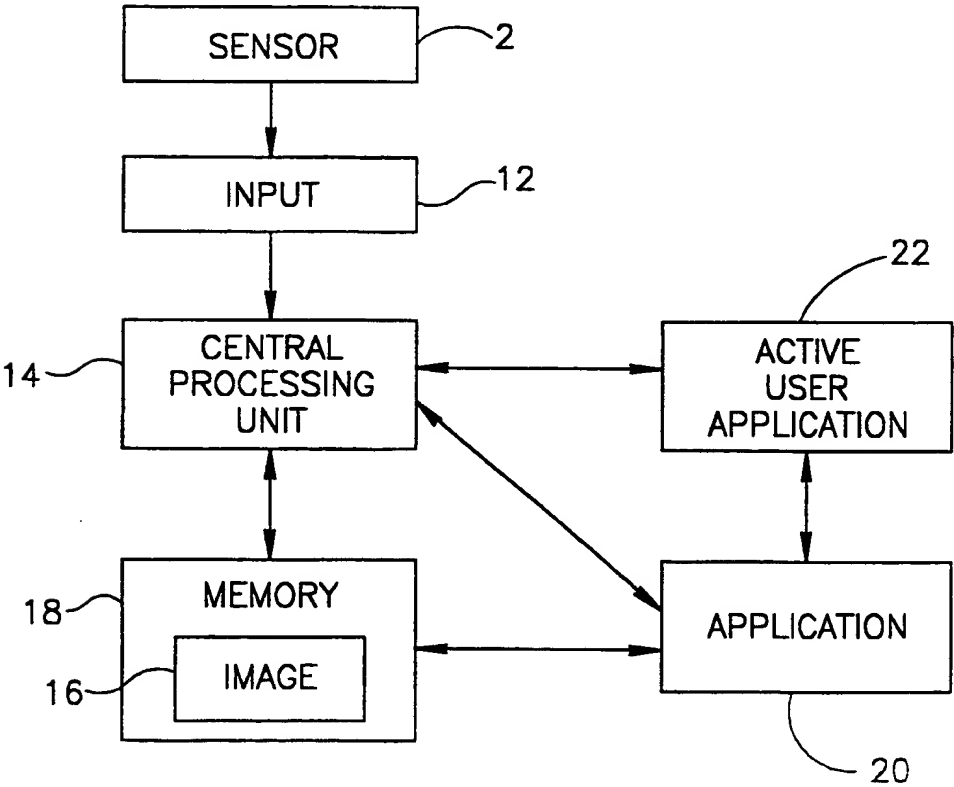 SENSOR
2
INPUT
12
22
14
CENTRAL
PROCESSING
UNIT
ACTIVE
USER
APPLICATION
18
MEMORY
16
IMAGE
APPLICATION
20